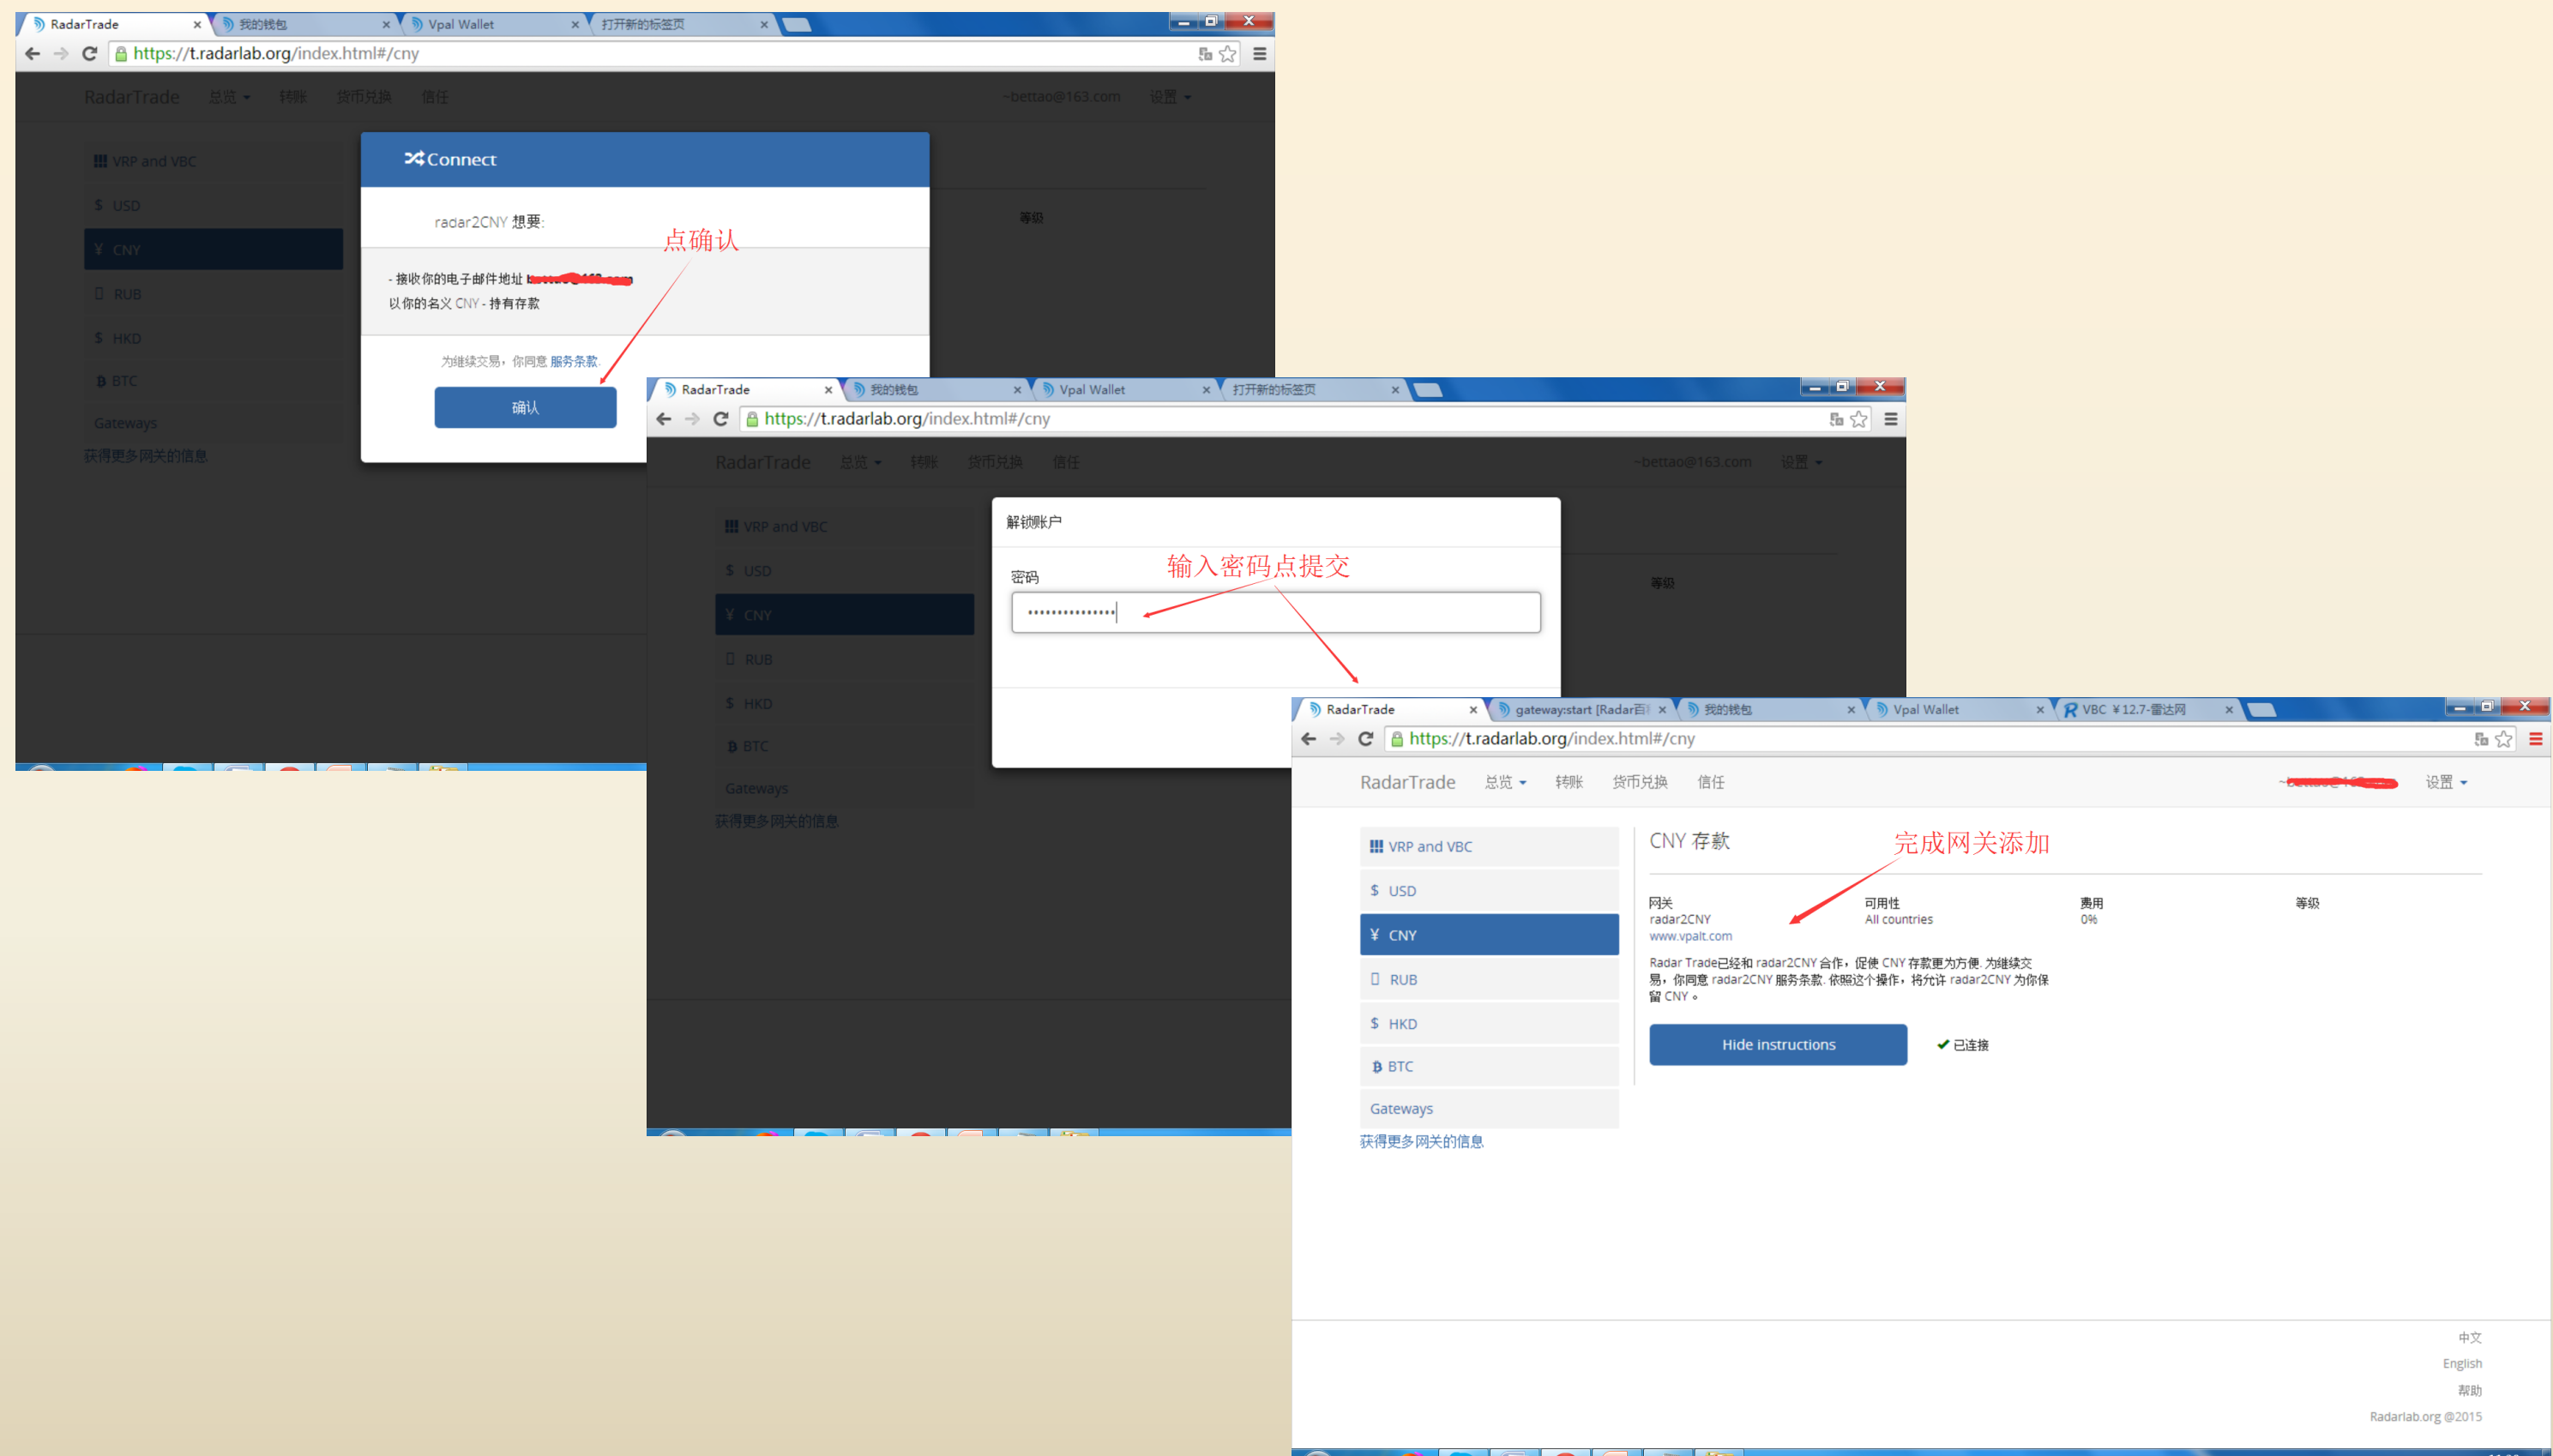 RadarTrade
我的钱包
Vpal Wallet
打开新的标签页
https://t.radarlab.org/index.html#/cny
RadarTrade 总览 转账 货币兑换 信任
~bettao@163.com 设置
VRP and VBC
$ USD
¥ CNY
RUB
$ HKD
BTC
Gateways
获得更多网关的信息
等级
Connect
radar2CNY 想要:
点确认
- 接收你的电子邮件地址
以你的名义 CNY - 持有存款
为继续交易，你同意 服务条款.
确认
RadarTrade
我的钱包
Vpal Wallet
打开新的标签页
https://t.radarlab.org/index.html#/cny
RadarTrade 总览 转账 货币兑换 信任
~bettao@163.com 设置
VRP and VBC
$ USD
¥ CNY
RUB
$ HKD
BTC
Gateways
获得更多网关的信息
等级
解锁账户
密码
输入密码点提交
RadarTrade
gateway:start [Radar百
我的钱包
Vpal Wallet
VBC ¥12.7-雷达网
https://t.radarlab.org/index.html#/cny
RadarTrade 总览 转账 货币兑换 信任
设置
VRP and VBC
$ USD
¥ CNY
RUB
$ HKD
BTC
Gateways
获得更多网关的信息
CNY 存款
完成网关添加
网关 可用性 费用 等级
radar2CNY All countries 0%
www.vpalt.com
Radar Trade已经和 radar2CNY 合作，促使 CNY 存款更为方便. 为继续交
易，你同意 radar2CNY 服务条款. 依照这个操作，将允许 radar2CNY 为你保
留 CNY 。
Hide instructions 已连接
中文
English
帮助
Radarlab.org @2015